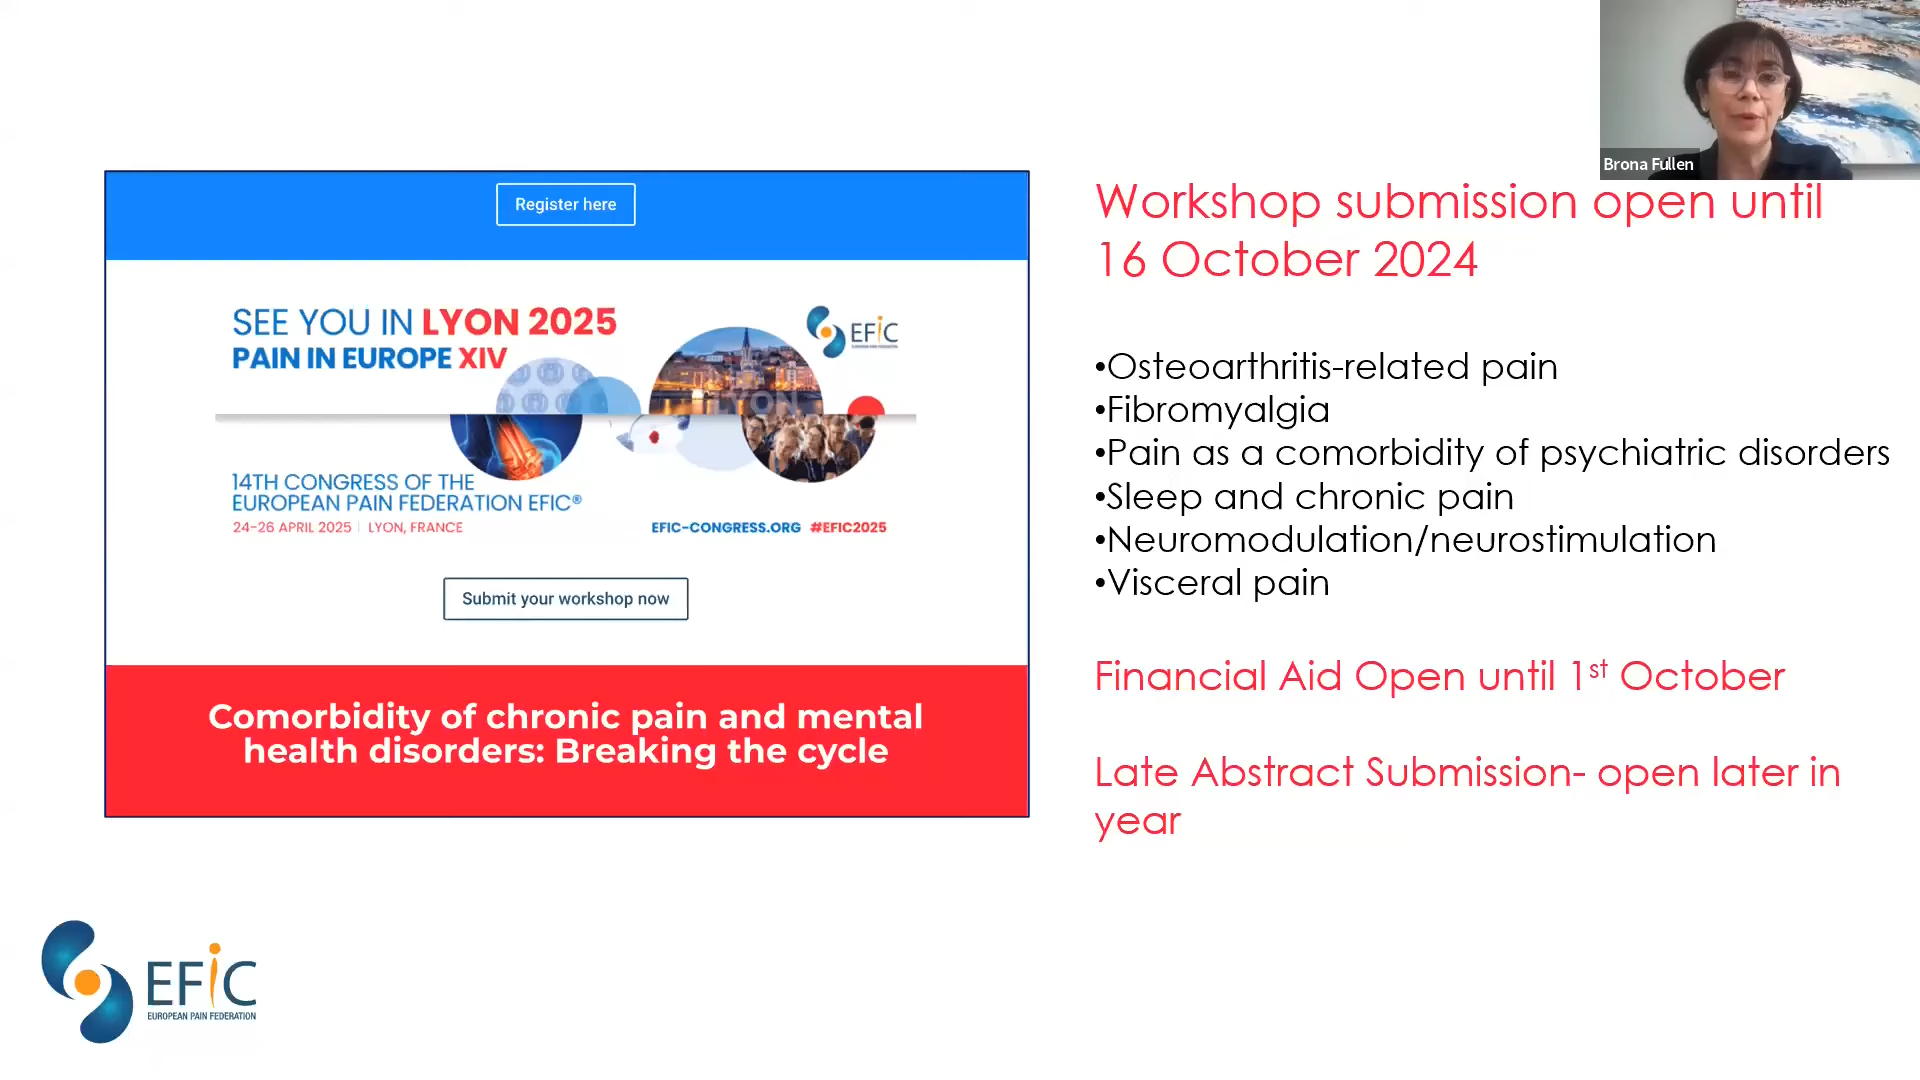 Brona Fullen
Register here
SEE YOU IN LYON 2025
PAIN IN EUROPE XIV
EFIC
EUROPEAN PAIN FEDERATION
LYON
14TH CONGRESS OF THE
EUROPEAN PAIN FEDERATION EFIC®
24-26 APRIL 2025 | LYON, FRANCE
EFIC-CONGRESS.ORG #EFIC2025
Submit your workshop now
Comorbidity of chronic pain and mental
health disorders: Breaking the cycle
Workshop submission open until
16 October 2024
•Osteoarthritis-related pain
•Fibromyalgia
•Pain as a comorbidity of psychiatric disorders
•Sleep and chronic pain
•Neuromodulation/neurostimulation
•Visceral pain
Financial Aid Open until 1st October
Late Abstract Submission- open later in
year
EFiC
EUROPEAN PAIN FEDERATION